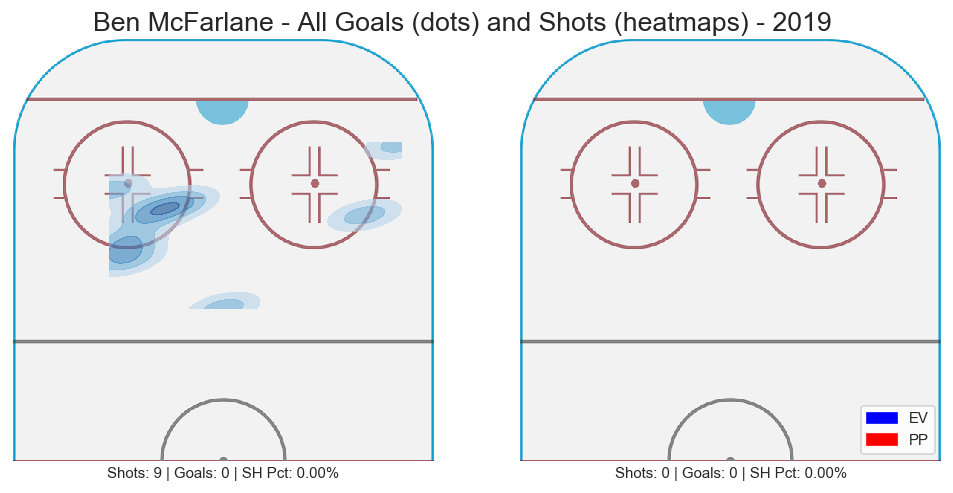 Ben McFarlane - All Goals (dots) and Shots (heatmaps) - 2019
EV
PP
Shots: 9 | Goals: 0 | SH Pct: 0.00%
Shots: 0 | Goals: 0 | SH Pct: 0.00%